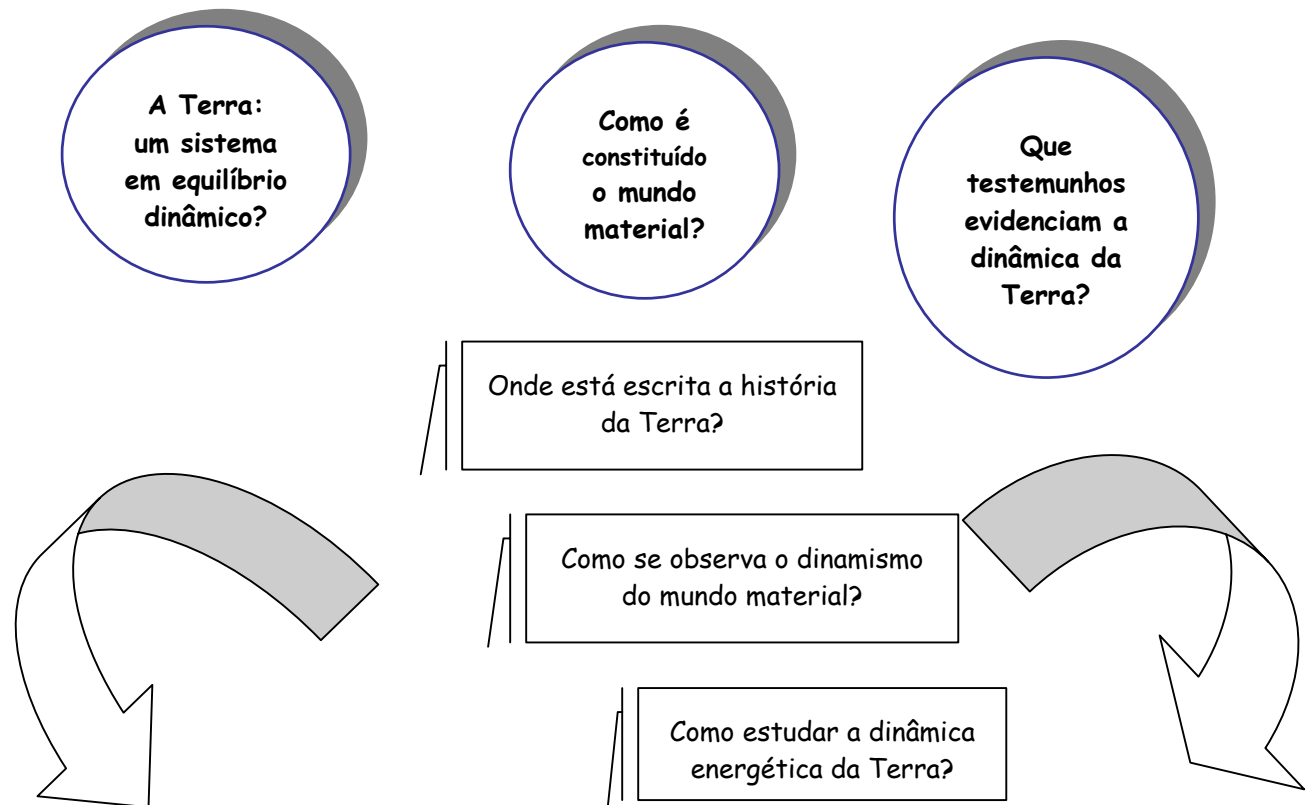 A Terra:
um sistema
em equilíbrio
dinâmico?
Como é
constituído
o mundo
material?
Que
testemunhos
evidenciam a
dinâmica da
Terra?
Onde está escrita a história
da Terra?
Como se observa o dinamismo
do mundo material?
Como estudar a dinâmica
energética da Terra?